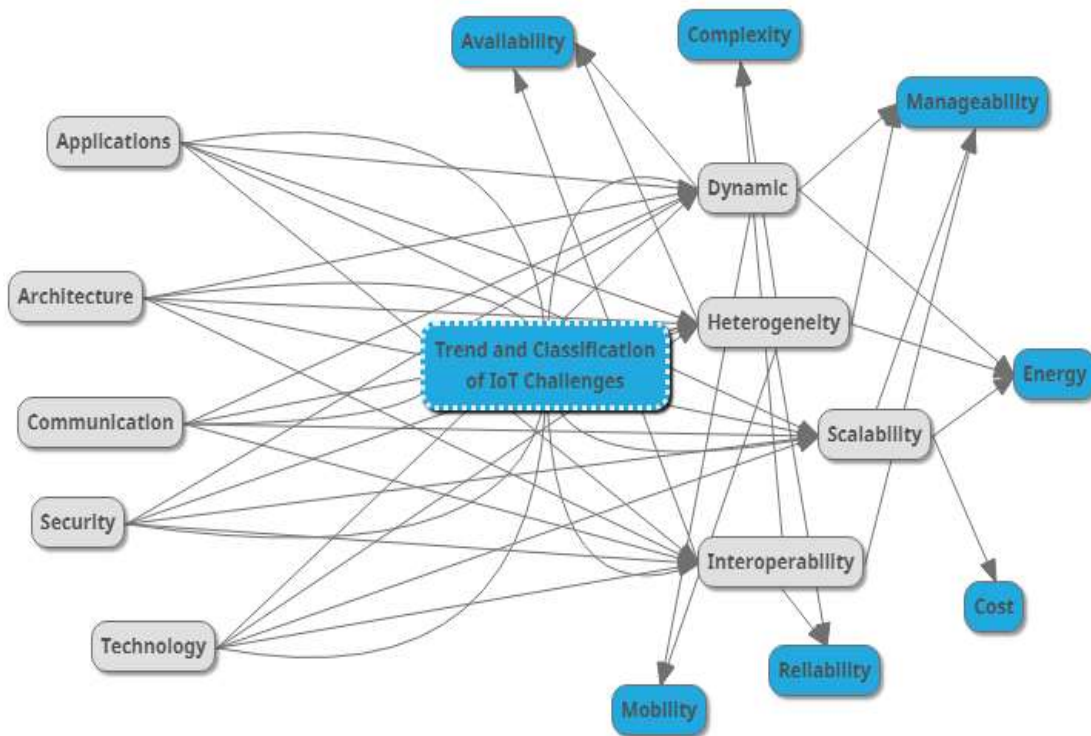 Availability
Complexity
Manageability
Applications
Dynamic
Architecture
Heterogeneity
Trend and Classification
of IoT Challenges
Energy
Communication
Scalability
Security
Interoperability
Cost
Technology
Reliability
Mobility